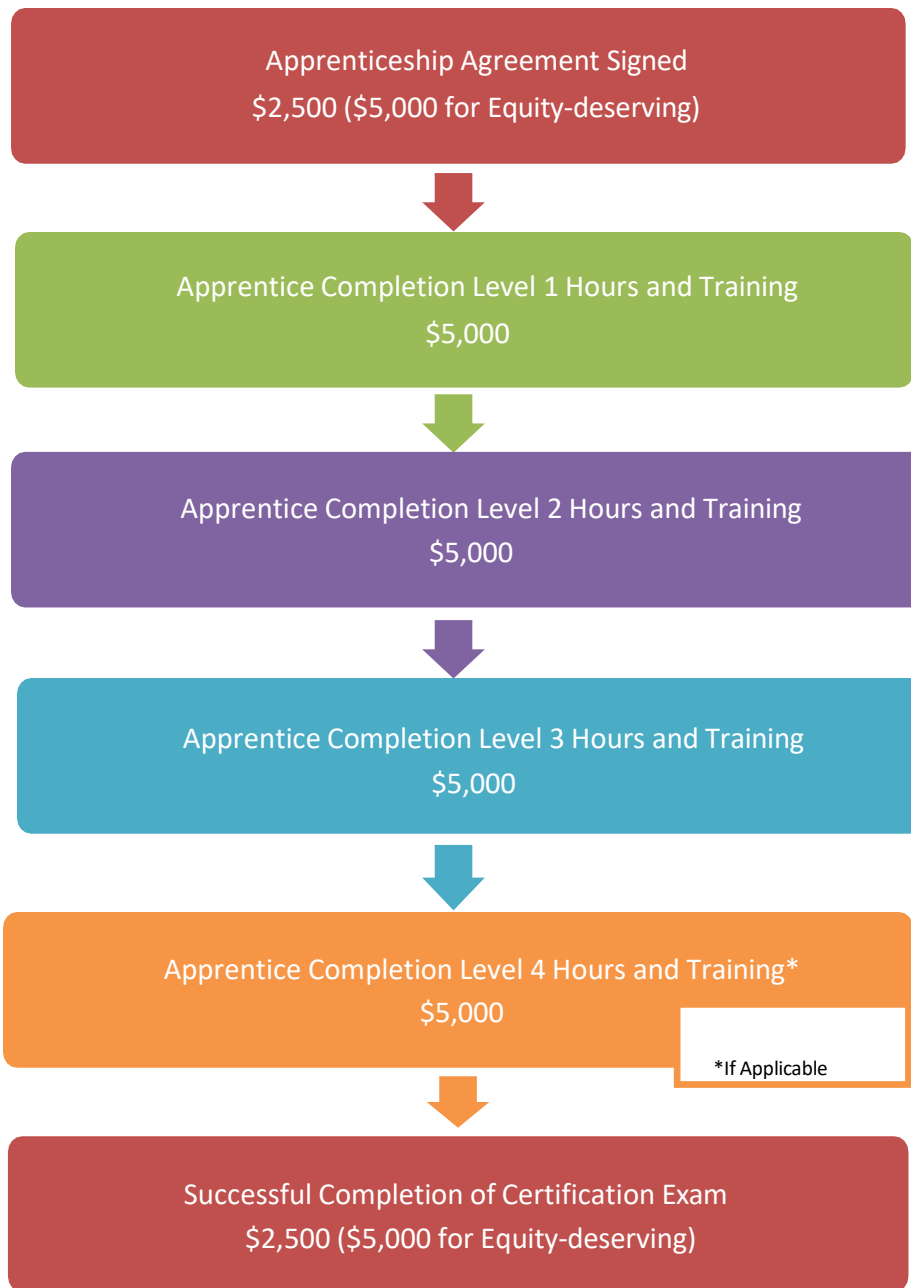 Apprenticeship Agreement Signed
$2,500 ($5,000 for Equity-deserving)
Apprentice Completion Level 1 Hours and Training
$5,000
Apprentice Completion Level 2 Hours and Training
$5,000
Apprentice Completion Level 3 Hours and Training
$5,000
Apprentice Completion Level 4 Hours and Training*
$5,000
*If Applicable
Successful Completion of Certification Exam
$2,500 ($5,000 for Equity-deserving)